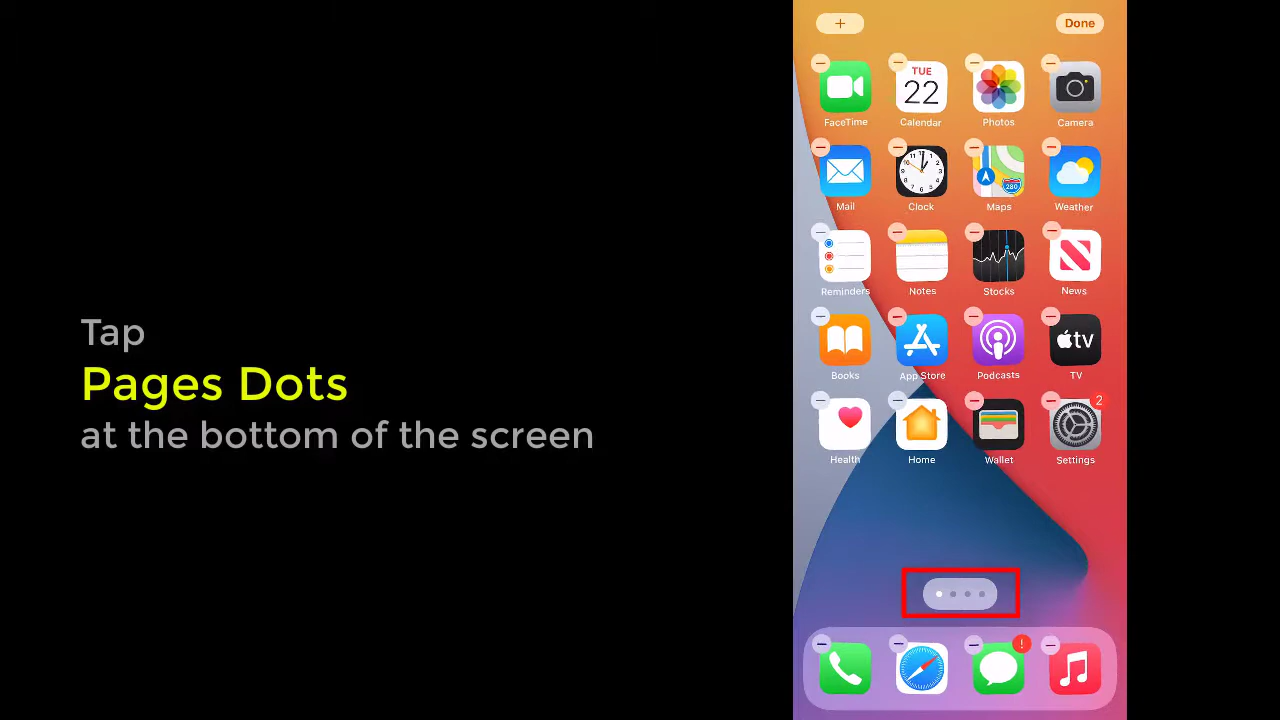 +
Done
TUE
22
FaceTime
Calendar
Photos
Camera
280
Mail
Clock
Maps
Weather
Reminders
Notes
Stocks
News
tv
Books
App Store
Podcasts
TV
2
Health
Home
Wallet
Settings
Tap
Pages Dots
at the bottom of the screen
!